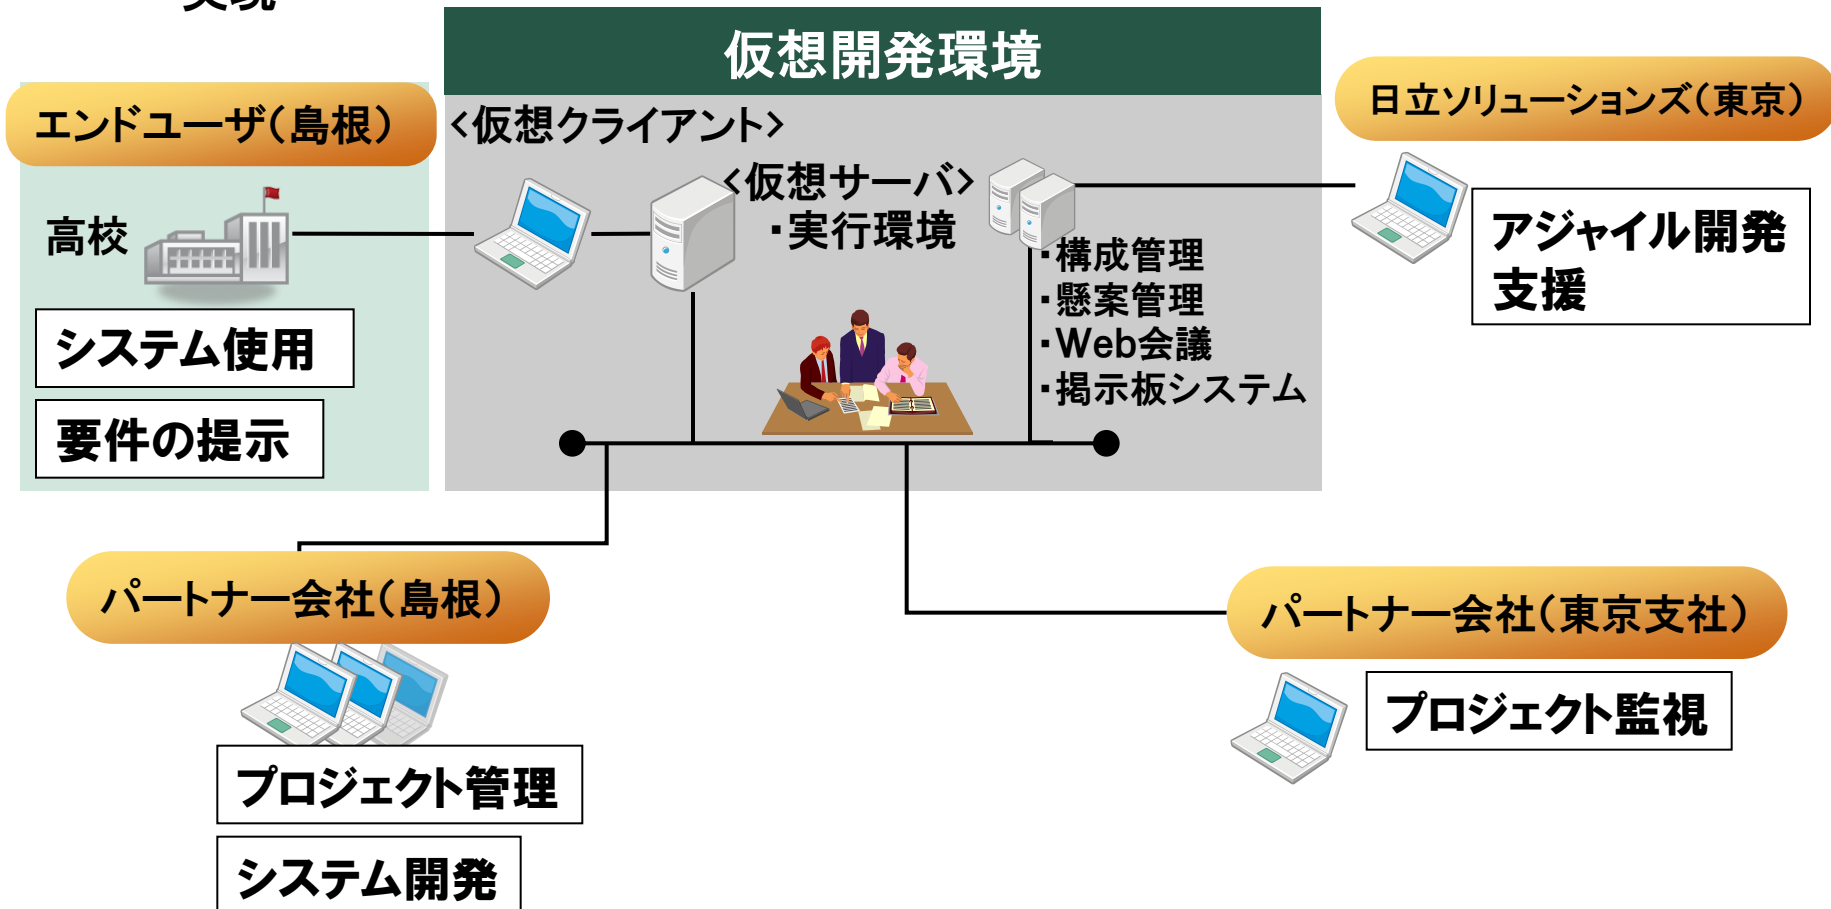 仮想開発環境
エンドユーザ（島根）
高校
システム使用
要件の提示
＜仮想クライアント＞
＜仮想サーバ＞
・実行環境
・構成管理
・懸案管理
・Web会議
・掲示板システム
日立ソリューションズ（東京）
アジャイル開発
支援
パートナー会社（島根）
プロジェクト管理
システム開発
パートナー会社（東京支社）
プロジェクト監視